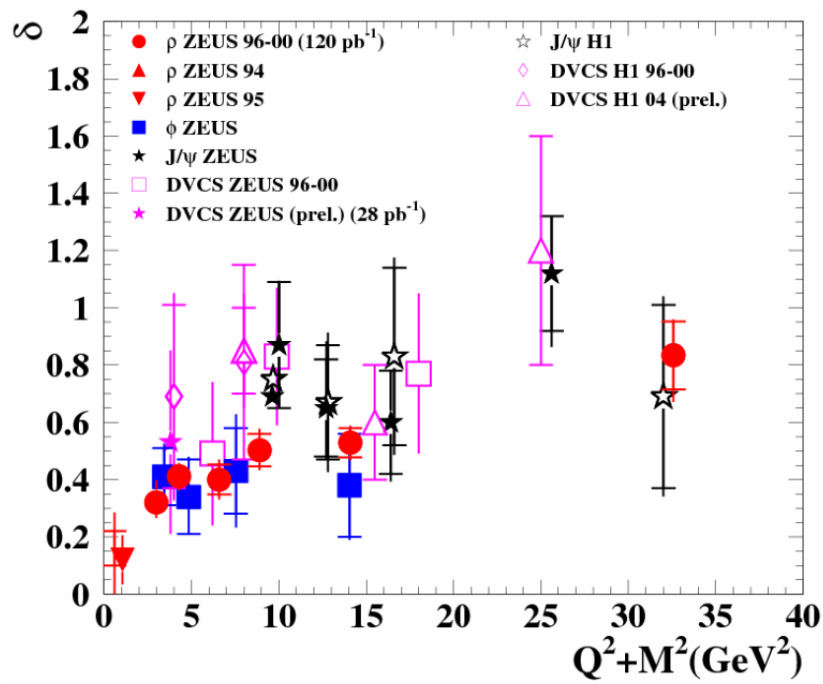 δ
2
1.8
1.6
1.4
1.2
1
0.8
0.6
0.4
0.2
0
ρ ZEUS 96-00 (120 pb⁻¹)
ρ ZEUS 94
ρ ZEUS 95
φ ZEUS
J/ψ ZEUS
DVCS ZEUS 96-00
DVCS ZEUS (prel.) (28 pb⁻¹)
J/ψ H1
DVCS H1 96-00
DVCS H1 04 (prel.)
0 5 10 15 20 25 30 35 40
Q²+M²(GeV²)